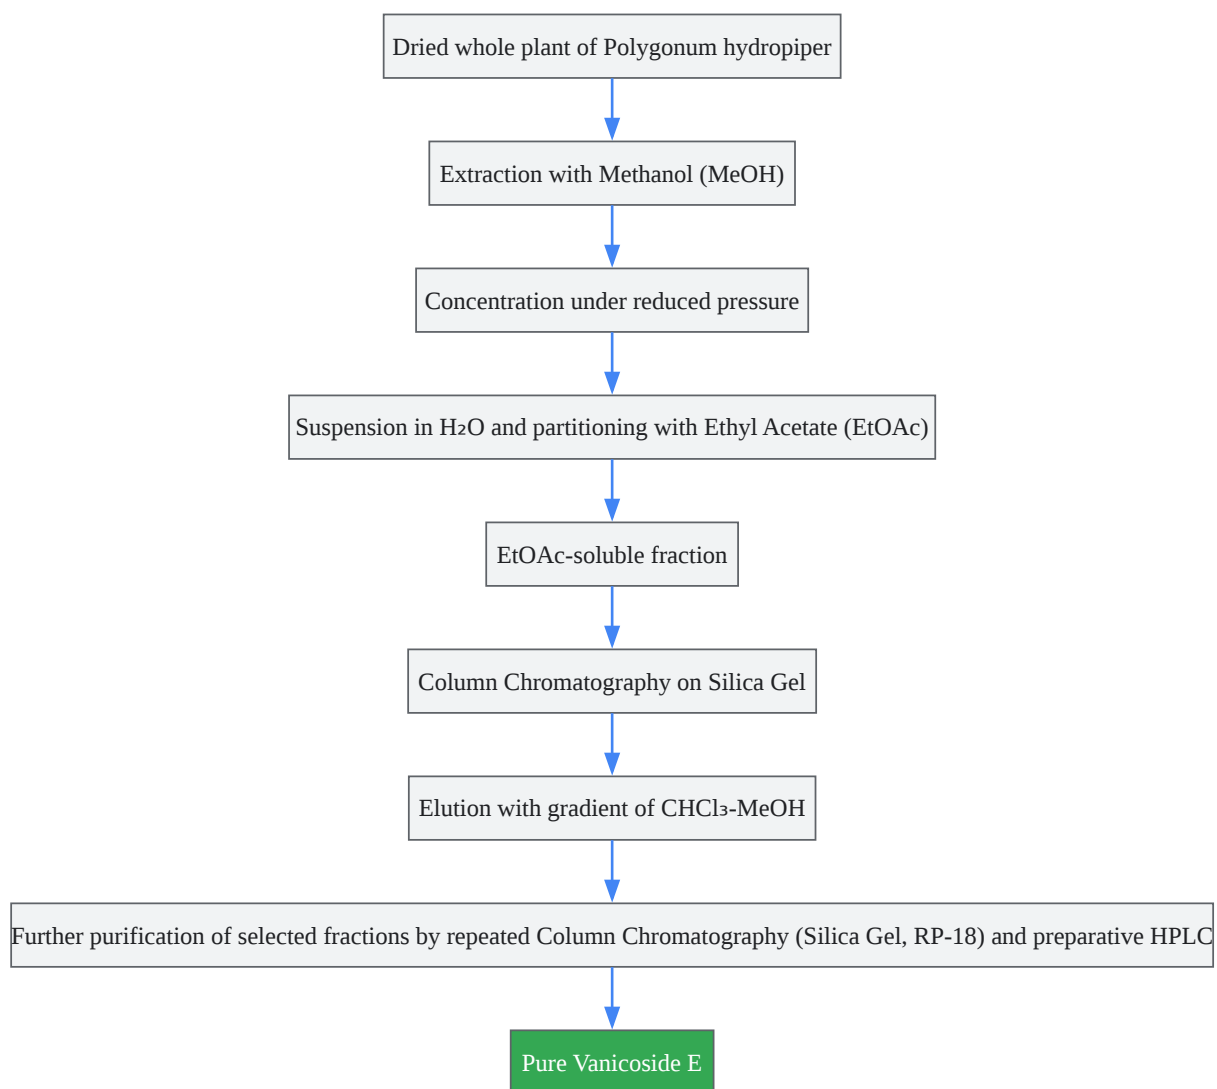 Dried whole plant of Polygonum hydropiper
Extraction with Methanol (MeOH)
Concentration under reduced pressure
Suspension in H₂O and partitioning with Ethyl Acetate (EtOAc)
EtOAc-soluble fraction
Column Chromatography on Silica Gel
Elution with gradient of CHCl₃-MeOH
Further purification of selected fractions by repeated Column Chromatography (Silica Gel, RP-18) and preparative HPLC
Pure Vanicoside E